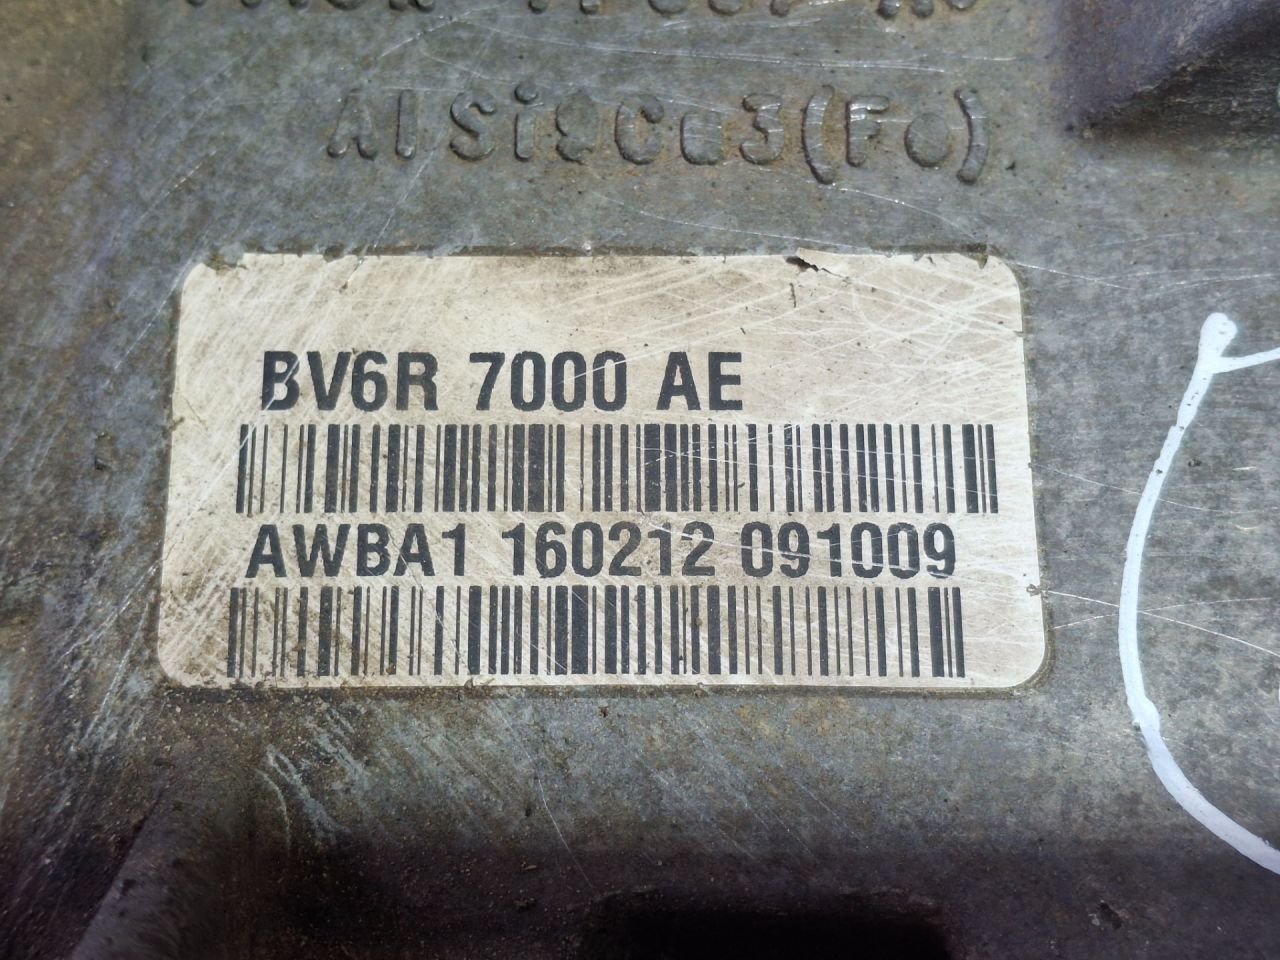 AlSi9Cu3(Fe)
BV6R 7000 AE
AWBA1 160212 091009